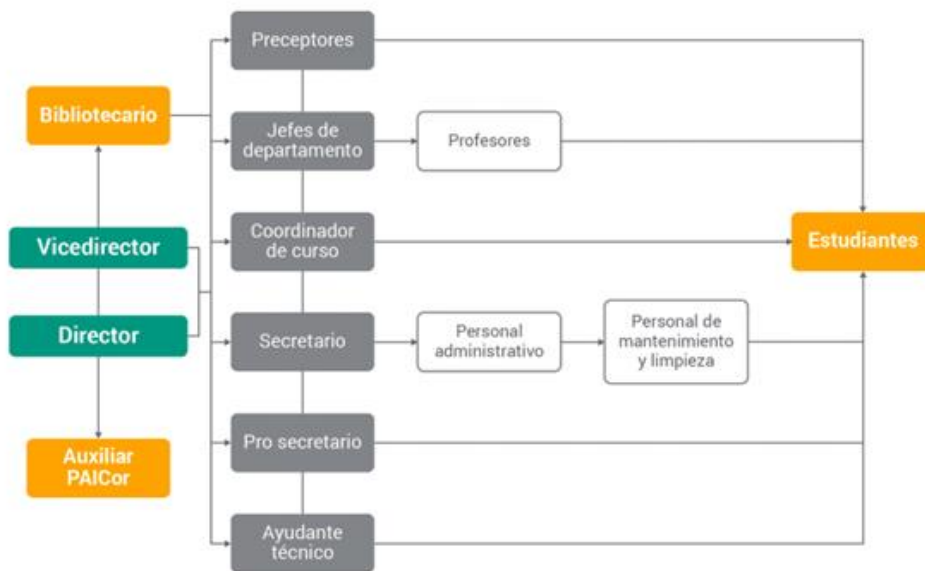 Preceptores
Bibliotecario
Jefes de
departamento
Profesores
Vicedirector
Coordinador
de curso
Estudiantes
Director
Secretario
Personal
administrativo
Personal de
mantenimiento
y limpieza
Auxiliar
PAICor
Pro secretario
Ayudante
técnico